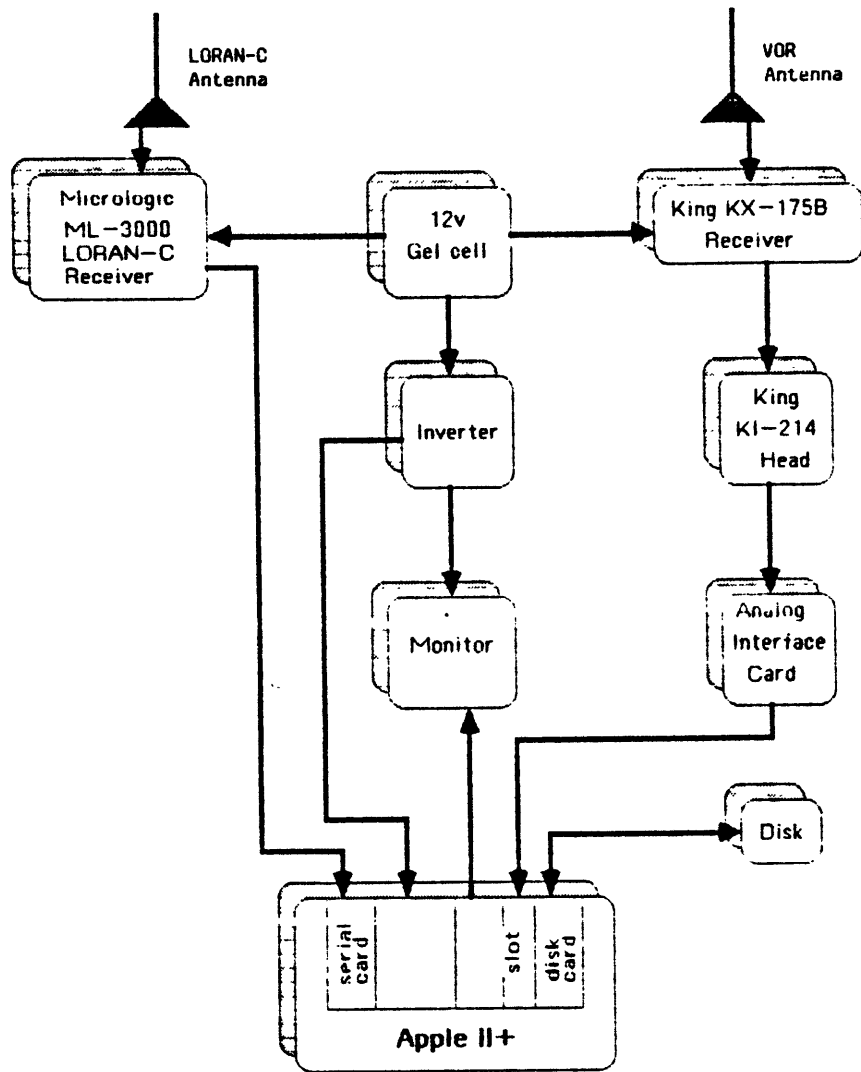 LORAN-C
Antenna
VOR
Antenna
Micrologic
ML-3000
LORAN-C
Receiver
12v
Gel cell
King KX-175B
Receiver
Inverter
King
KI-214
Head
Monitor
Analog
Interface
Card
Disk
serial
card
slot
disk
card
Apple II+